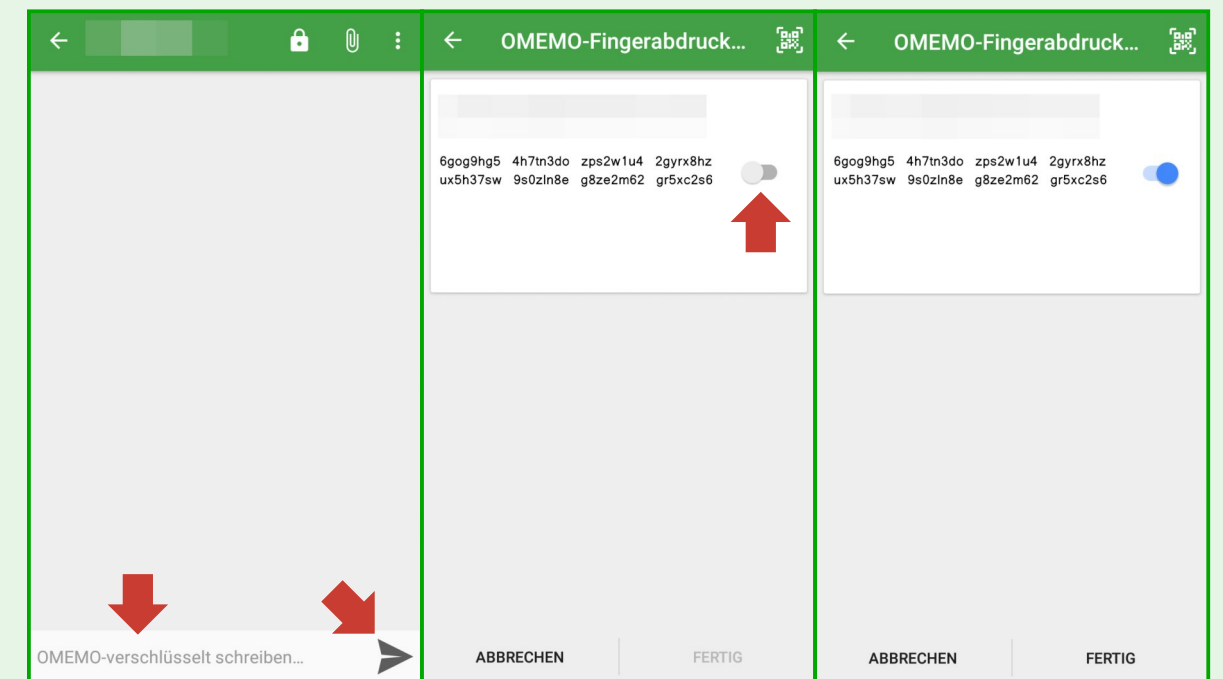 OMEMO-verschlüsselt schreiben...
OMEMO-Fingerabdruck...
6gog9hg5 4h7tn3do zps2w1u4 2gyrx8hz
ux5h37sw 9s0zln8e g8ze2m62 gr5xc2s6
ABBRECHEN FERTIG
OMEMO-Fingerabdruck...
6gog9hg5 4h7tn3do zps2w1u4 2gyrx8hz
ux5h37sw 9s0zln8e g8ze2m62 gr5xc2s6
ABBRECHEN FERTIG